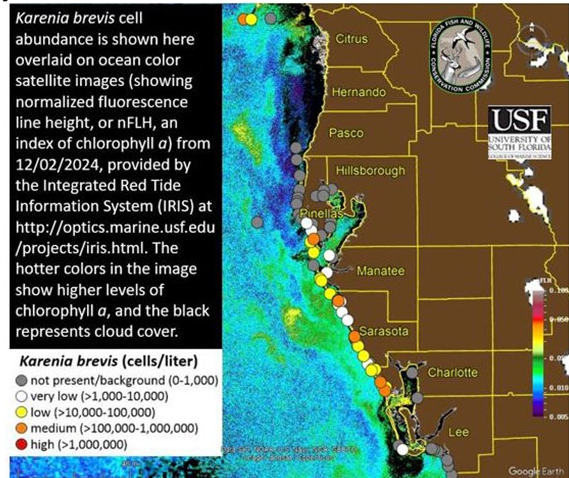 Karenia brevis cell
abundance is shown here
overlaid on ocean color
satellite images (showing
normalized fluorescence
line height, or nFLH, an
index of chlorophyll a) from
12/02/2024, provided by
the Integrated Red Tide
Information System (IRIS) at
http://optics.marine.usf.edu
/projects/iris.html. The
hotter colors in the image
show higher levels of
chlorophyll a, and the black
represents cloud cover.
Karenia brevis (cells/liter)
not present/background (0-1,000)
very low (>1,000-10,000)
low (>10,000-100,000)
medium (>100,000-1,000,000)
high (>1,000,000)
Citrus
Hernando
Pasco
Hillsborough
Pinellas
Manatee
Sarasota
Charlotte
Lee
FLORIDA FISH AND WILDLIFE
CONSERVATION COMMISSION
USF
UNIVERSITY OF
SOUTH FLORIDA
COLLEGE OF MARINE SCIENCE
0.005
Google Earth